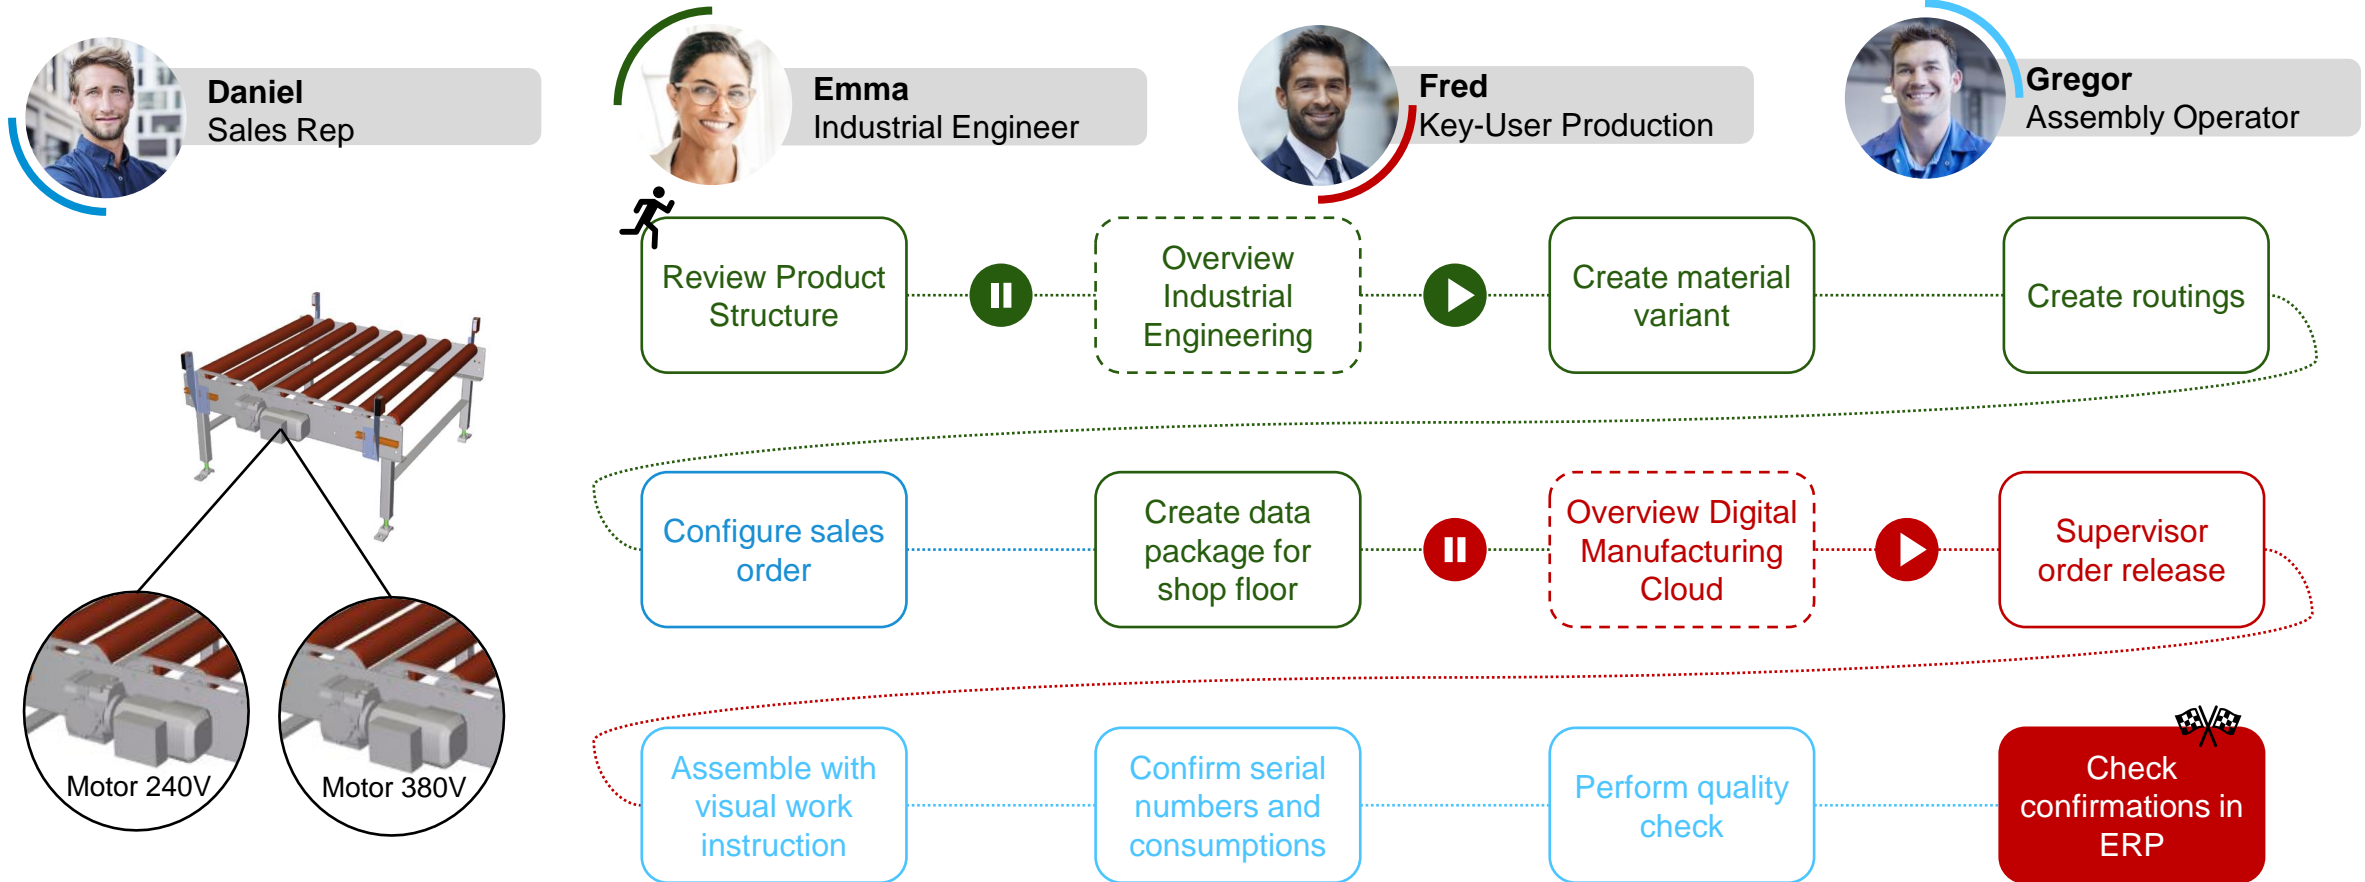 Daniel
Sales Rep
Emma
Industrial Engineer
Fred
Key-User Production
Gregor
Assembly Operator
Review Product
Structure
Overview
Industrial
Engineering
Create material
variant
Create routings
Configure sales
order
Create data
package for
shop floor
Overview Digital
Manufacturing
Cloud
Supervisor
order release
Motor 240V
Motor 380V
Assemble with
visual work
instruction
Confirm serial
numbers and
consumptions
Perform quality
check
Check
confirmations in
ERP